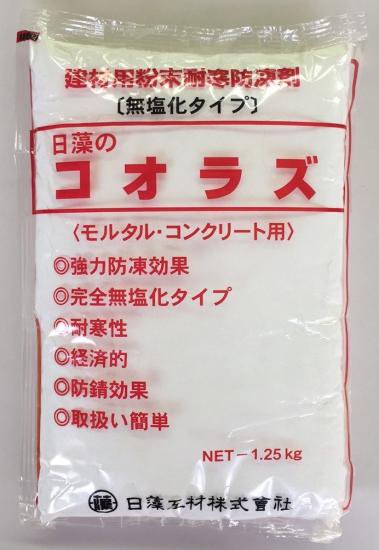 建材用粉末耐寒防凍剤
〔無塩化タイプ〕
日藻の
コオラズ
〈モルタル・コンクリート用〉
◎強力防凍効果
◎完全無塩化タイプ
◎耐寒性
◎経済的
◎防錆効果
◎取扱い簡単
NET－1.25kg
藻 日藻工材株式會社